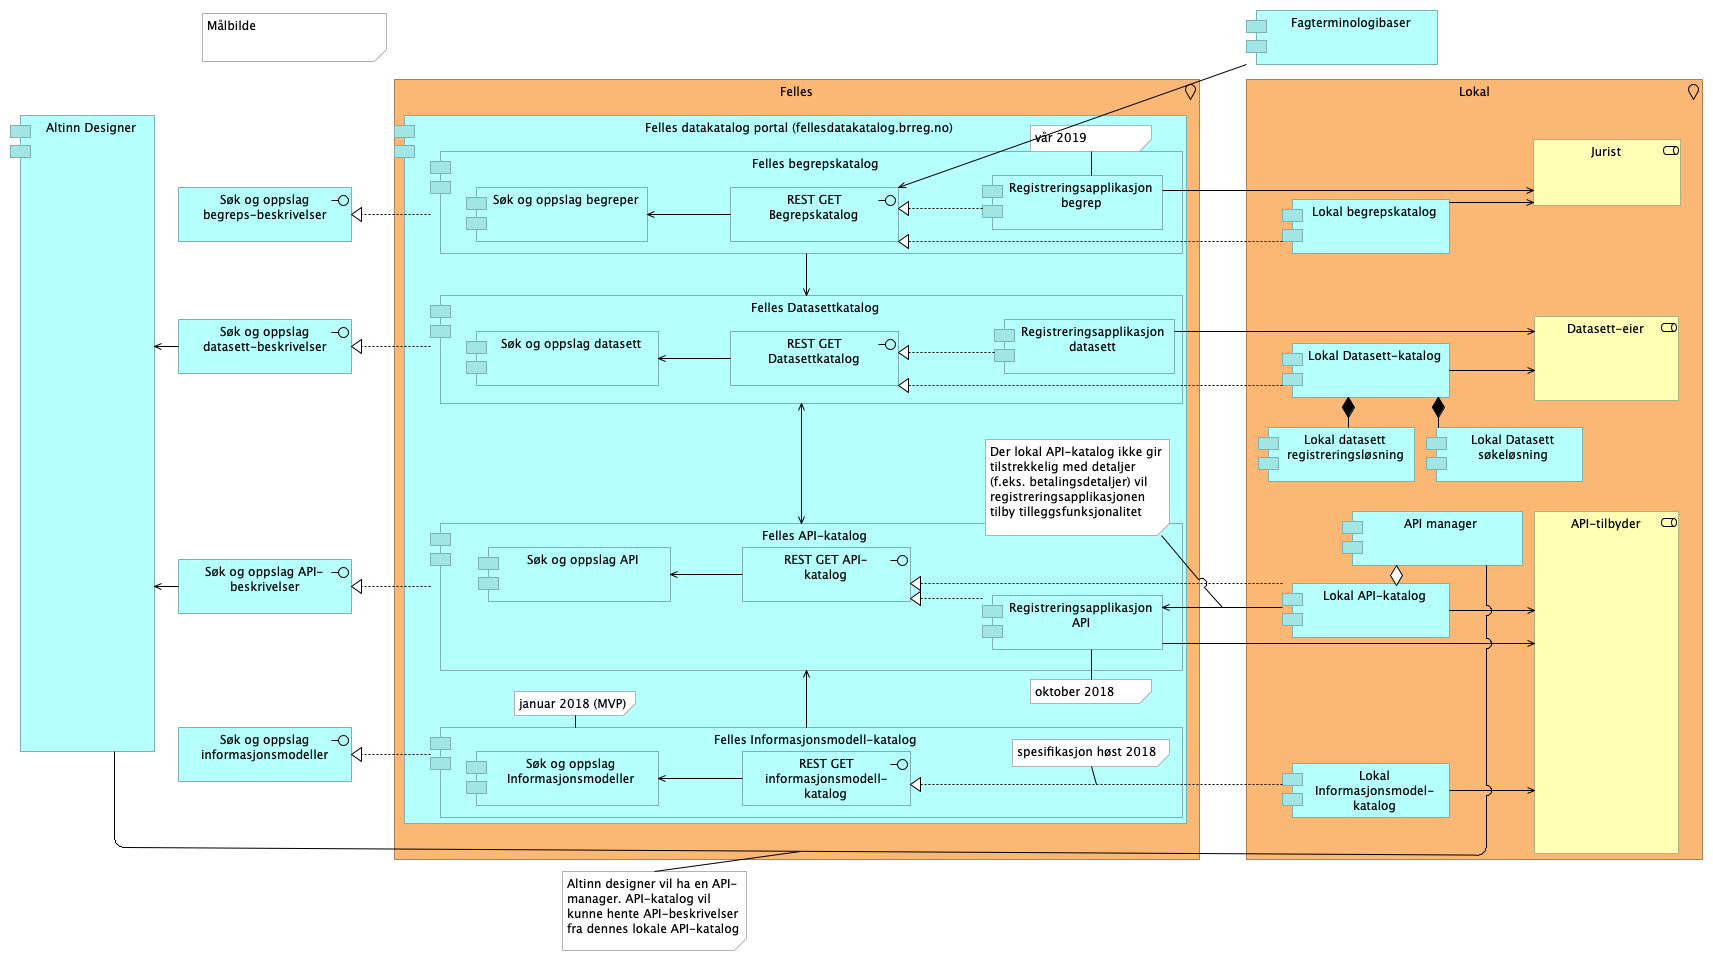 Målbilde
Fagterminologibaser
Felles
Lokal
Altinn Designer
Felles datakatalog portal (fellesdatakatalog.brreg.no)
vår 2019
Felles begrepskatalog
Jurist
Søk og oppslag
begreps-beskrivelser
Søk og oppslag begreper
REST GET
Begrepskatalog
Registreringsapplikasjon
begrep
Lokal begrepskatalog
Felles Datasettkatalog
Søk og oppslag
datasett-beskrivelser
Søk og oppslag datasett
REST GET
Datasettkatalog
Registreringsapplikasjon
datasett
Lokal Datasett-katalog
Datasett-eier
Lokal datasett
registreringsløsning
Lokal Datasett
søkeløsning
Der lokal API-katalog ikke gir
tilstrekkelig med detaljer
(f.eks. betalingsdetaljer) vil
registreringsapplikasjonen
tilby tilleggsfunksjonalitet
Felles API-katalog
API manager
API-tilbyder
Søk og oppslag API-
beskrivelser
Søk og oppslag API
REST GET API-
katalog
Registreringsapplikasjon
API
Lokal API-katalog
oktober 2018
januar 2018 (MVP)
Felles Informasjonsmodell-katalog
spesifikasjon høst 2018
Søk og oppslag
informasjonsmodeller
Søk og oppslag
Informasjonsmodeller
REST GET
informasjonsmodell-
katalog
Lokal
Informasjonsmodel-
katalog
Altinn designer vil ha en API-
manager. API-katalog vil
kunne hente API-beskrivelser
fra dennes lokale API-katalog